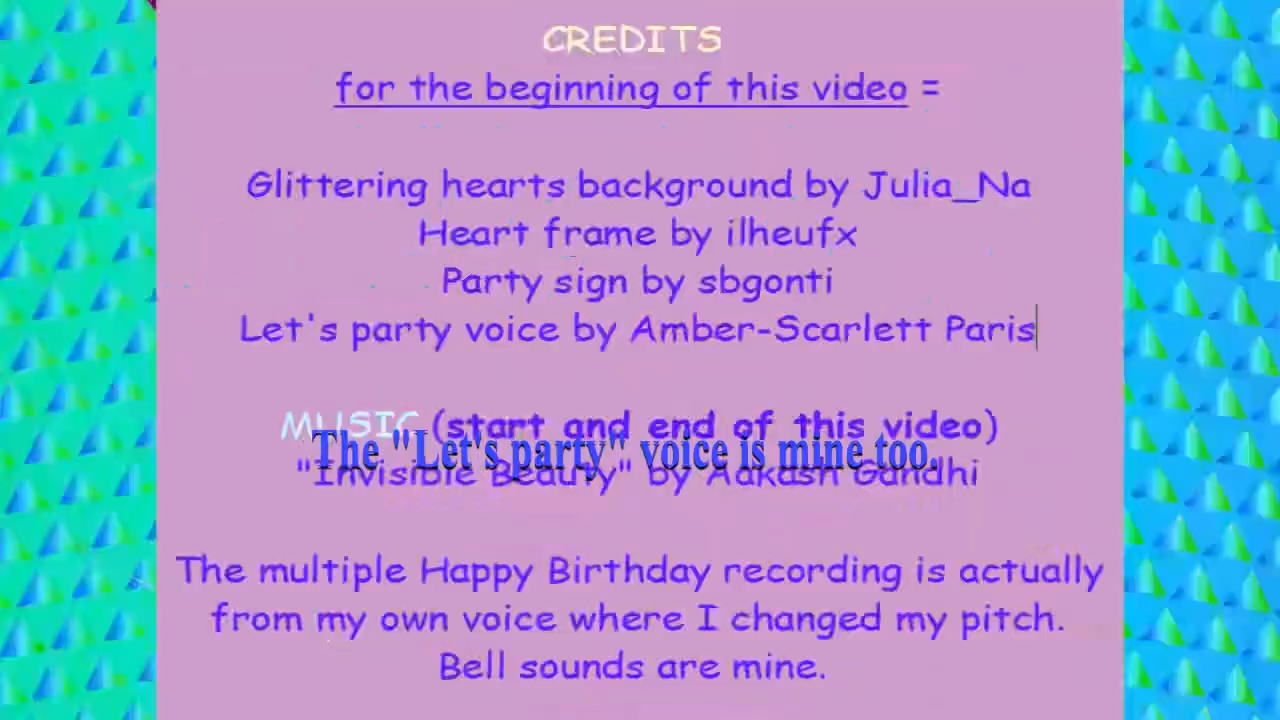 CREDITS
for the beginning of this video =
Glittering hearts background by Julia_Na
Heart frame by ilheufx
Party sign by sbgonti
Let's party voice by Amber-Scarlett Paris
MUSIC (start and end of this video)
The "Let's party" voice is mine too.
"Invisible Beauty" by Aakash Gandhi
The multiple Happy Birthday recording is actually
from my own voice where I changed my pitch.
Bell sounds are mine.